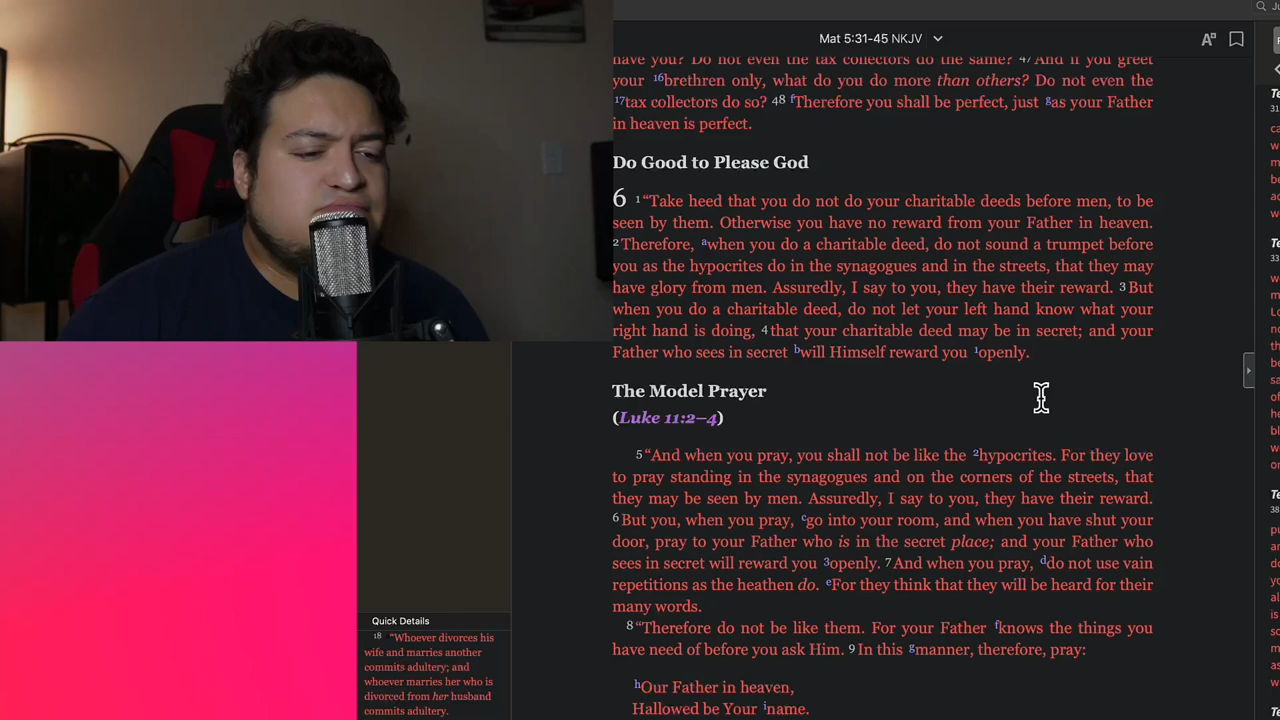 Mat 5:31-45 NKJV
have you? Do not even the tax collectors do the same? 47 And if you greet
your 16brethren only, what do you do more than others? Do not even the
17tax collectors do so? 48 fTherefore you shall be perfect, just gas your Father
in heaven is perfect.
Do Good to Please God
6 1 “Take heed that you do not do your charitable deeds before men, to be
seen by them. Otherwise you have no reward from your Father in heaven.
2 Therefore, awhen you do a charitable deed, do not sound a trumpet before
you as the hypocrites do in the synagogues and in the streets, that they may
have glory from men. Assuredly, I say to you, they have their reward. 3 But
when you do a charitable deed, do not let your left hand know what your
right hand is doing, 4 that your charitable deed may be in secret; and your
Father who sees in secret bwill Himself reward you 1openly.
The Model Prayer
(Luke 11:2–4)
5 “And when you pray, you shall not be like the 2hypocrites. For they love
to pray standing in the synagogues and on the corners of the streets, that
they may be seen by men. Assuredly, I say to you, they have their reward.
6 But you, when you pray, cgo into your room, and when you have shut your
door, pray to your Father who is in the secret place; and your Father who
sees in secret will reward you 3openly. 7 And when you pray, ddo not use vain
repetitions as the heathen do. eFor they think that they will be heard for their
many words.
8 “Therefore do not be like them. For your Father fknows the things you
have need of before you ask Him. 9 In this gmanner, therefore, pray:
hOur Father in heaven,
Hallowed be Your iname.
Quick Details
18 “Whoever divorces his
wife and marries another
commits adultery; and
whoever marries her who is
divorced from her husband
commits adultery.